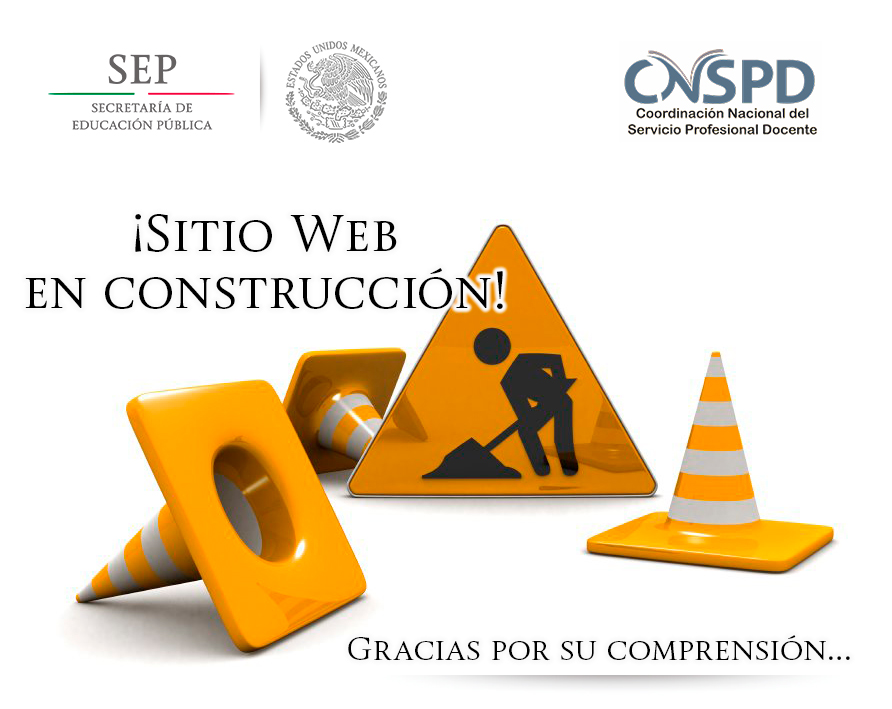 SEP
SECRETARÍA DE
EDUCACIÓN PÚBLICA
ESTADOS UNIDOS MEXICANOS
CNSPD
Coordinación Nacional del
Servicio Profesional Docente
¡SITIO WEB
EN CONSTRUCCIÓN!
GRACIAS POR SU COMPRENSIÓN...